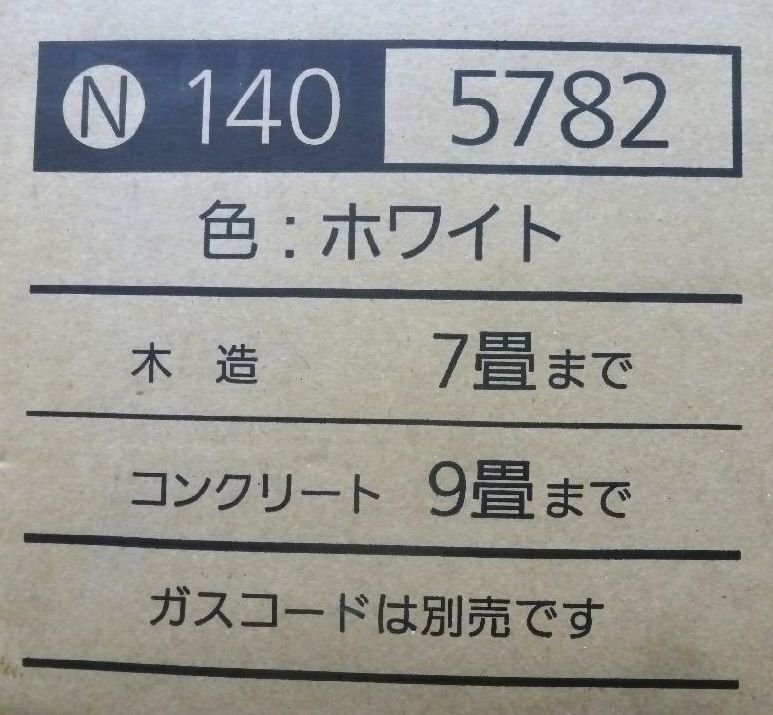 Ⓝ 140 5782
色:ホワイト
木 造 7畳まで
コンクリート 9畳まで
ガスコードは別売です